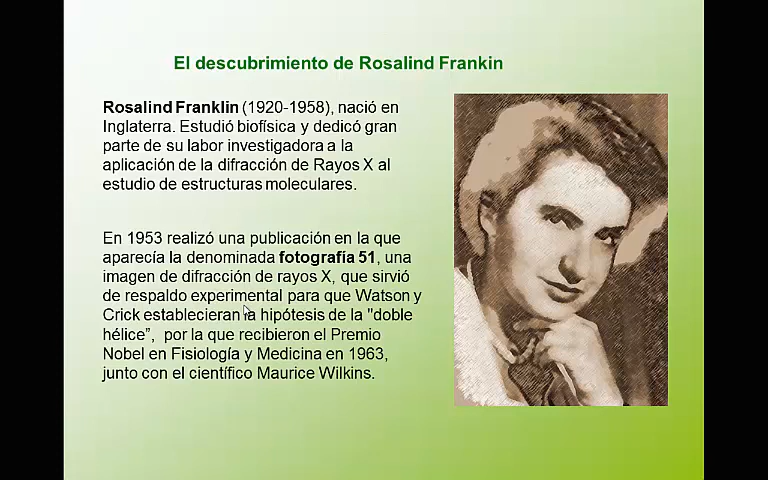 El descubrimiento de Rosalind Frankin
Rosalind Franklin (1920-1958), nació en
Inglaterra. Estudió biofísica y dedicó gran
parte de su labor investigadora a la
aplicación de la difracción de Rayos X al
estudio de estructuras moleculares.
En 1953 realizó una publicación en la que
aparecía la denominada fotografía 51, una
imagen de difracción de rayos X, que sirvió
de respaldo experimental para que Watson y
Crick establecieran la hipótesis de la "doble
hélice”, por la que recibieron el Premio
Nobel en Fisiología y Medicina en 1963,
junto con el científico Maurice Wilkins.